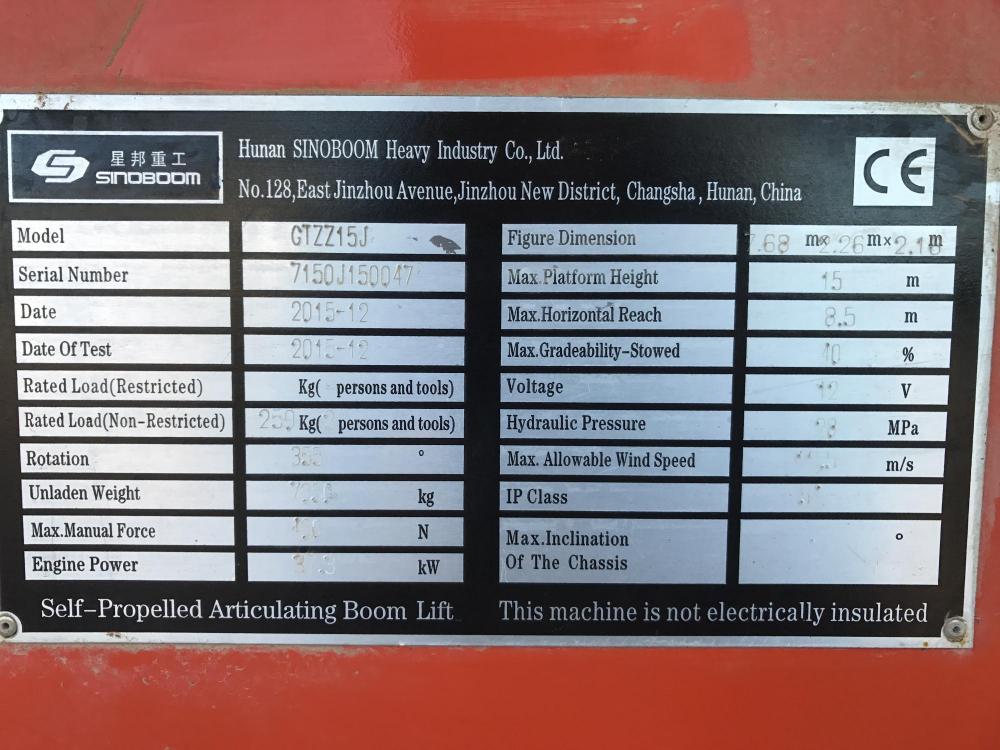 星邦重工
SINOBOOM
Hunan SINOBOOM Heavy Industry Co., Ltd.
No.128,East Jinzhou Avenue,Jinzhou New District, Changsha, Hunan, China
CE
Model GTZZ15J
Serial Number 7150J150047
Date 2015-12
Date Of Test 2015-12
Rated Load(Restricted) Kg( persons and tools)
Rated Load(Non-Restricted) Kg( persons and tools)
Rotation °
Unladen Weight kg
Max.Manual Force N
Engine Power kW
Figure Dimension 7.68 m× 2.26 m× m
Max.Platform Height 15 m
Max.Horizontal Reach 8.5 m
Max.Gradeability-Stowed %
Voltage 12 V
Hydraulic Pressure MPa
Max. Allowable Wind Speed m/s
IP Class
Max.Inclination °
Of The Chassis
Self-Propelled Articulating Boom Lift
This machine is not electrically insulated